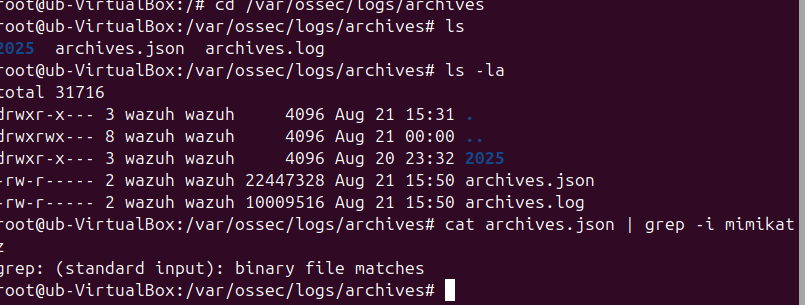 root@ub-VirtualBox:/# cd /var/ossec/logs/archives
root@ub-VirtualBox:/var/ossec/logs/archives# ls
2025  archives.json  archives.log
root@ub-VirtualBox:/var/ossec/logs/archives# ls -la
total 31716
drwxr-x--- 3 wazuh wazuh     4096 Aug 21 15:31 .
drwxrwx--- 8 wazuh wazuh     4096 Aug 21 00:00 ..
drwxr-x--- 3 wazuh wazuh     4096 Aug 20 23:32 2025
-rw-r----- 2 wazuh wazuh 22447328 Aug 21 15:50 archives.json
-rw-r----- 2 wazuh wazuh 10009516 Aug 21 15:50 archives.log
root@ub-VirtualBox:/var/ossec/logs/archives# cat archives.json | grep -i mimikat
z
grep: (standard input): binary file matches
root@ub-VirtualBox:/var/ossec/logs/archives#